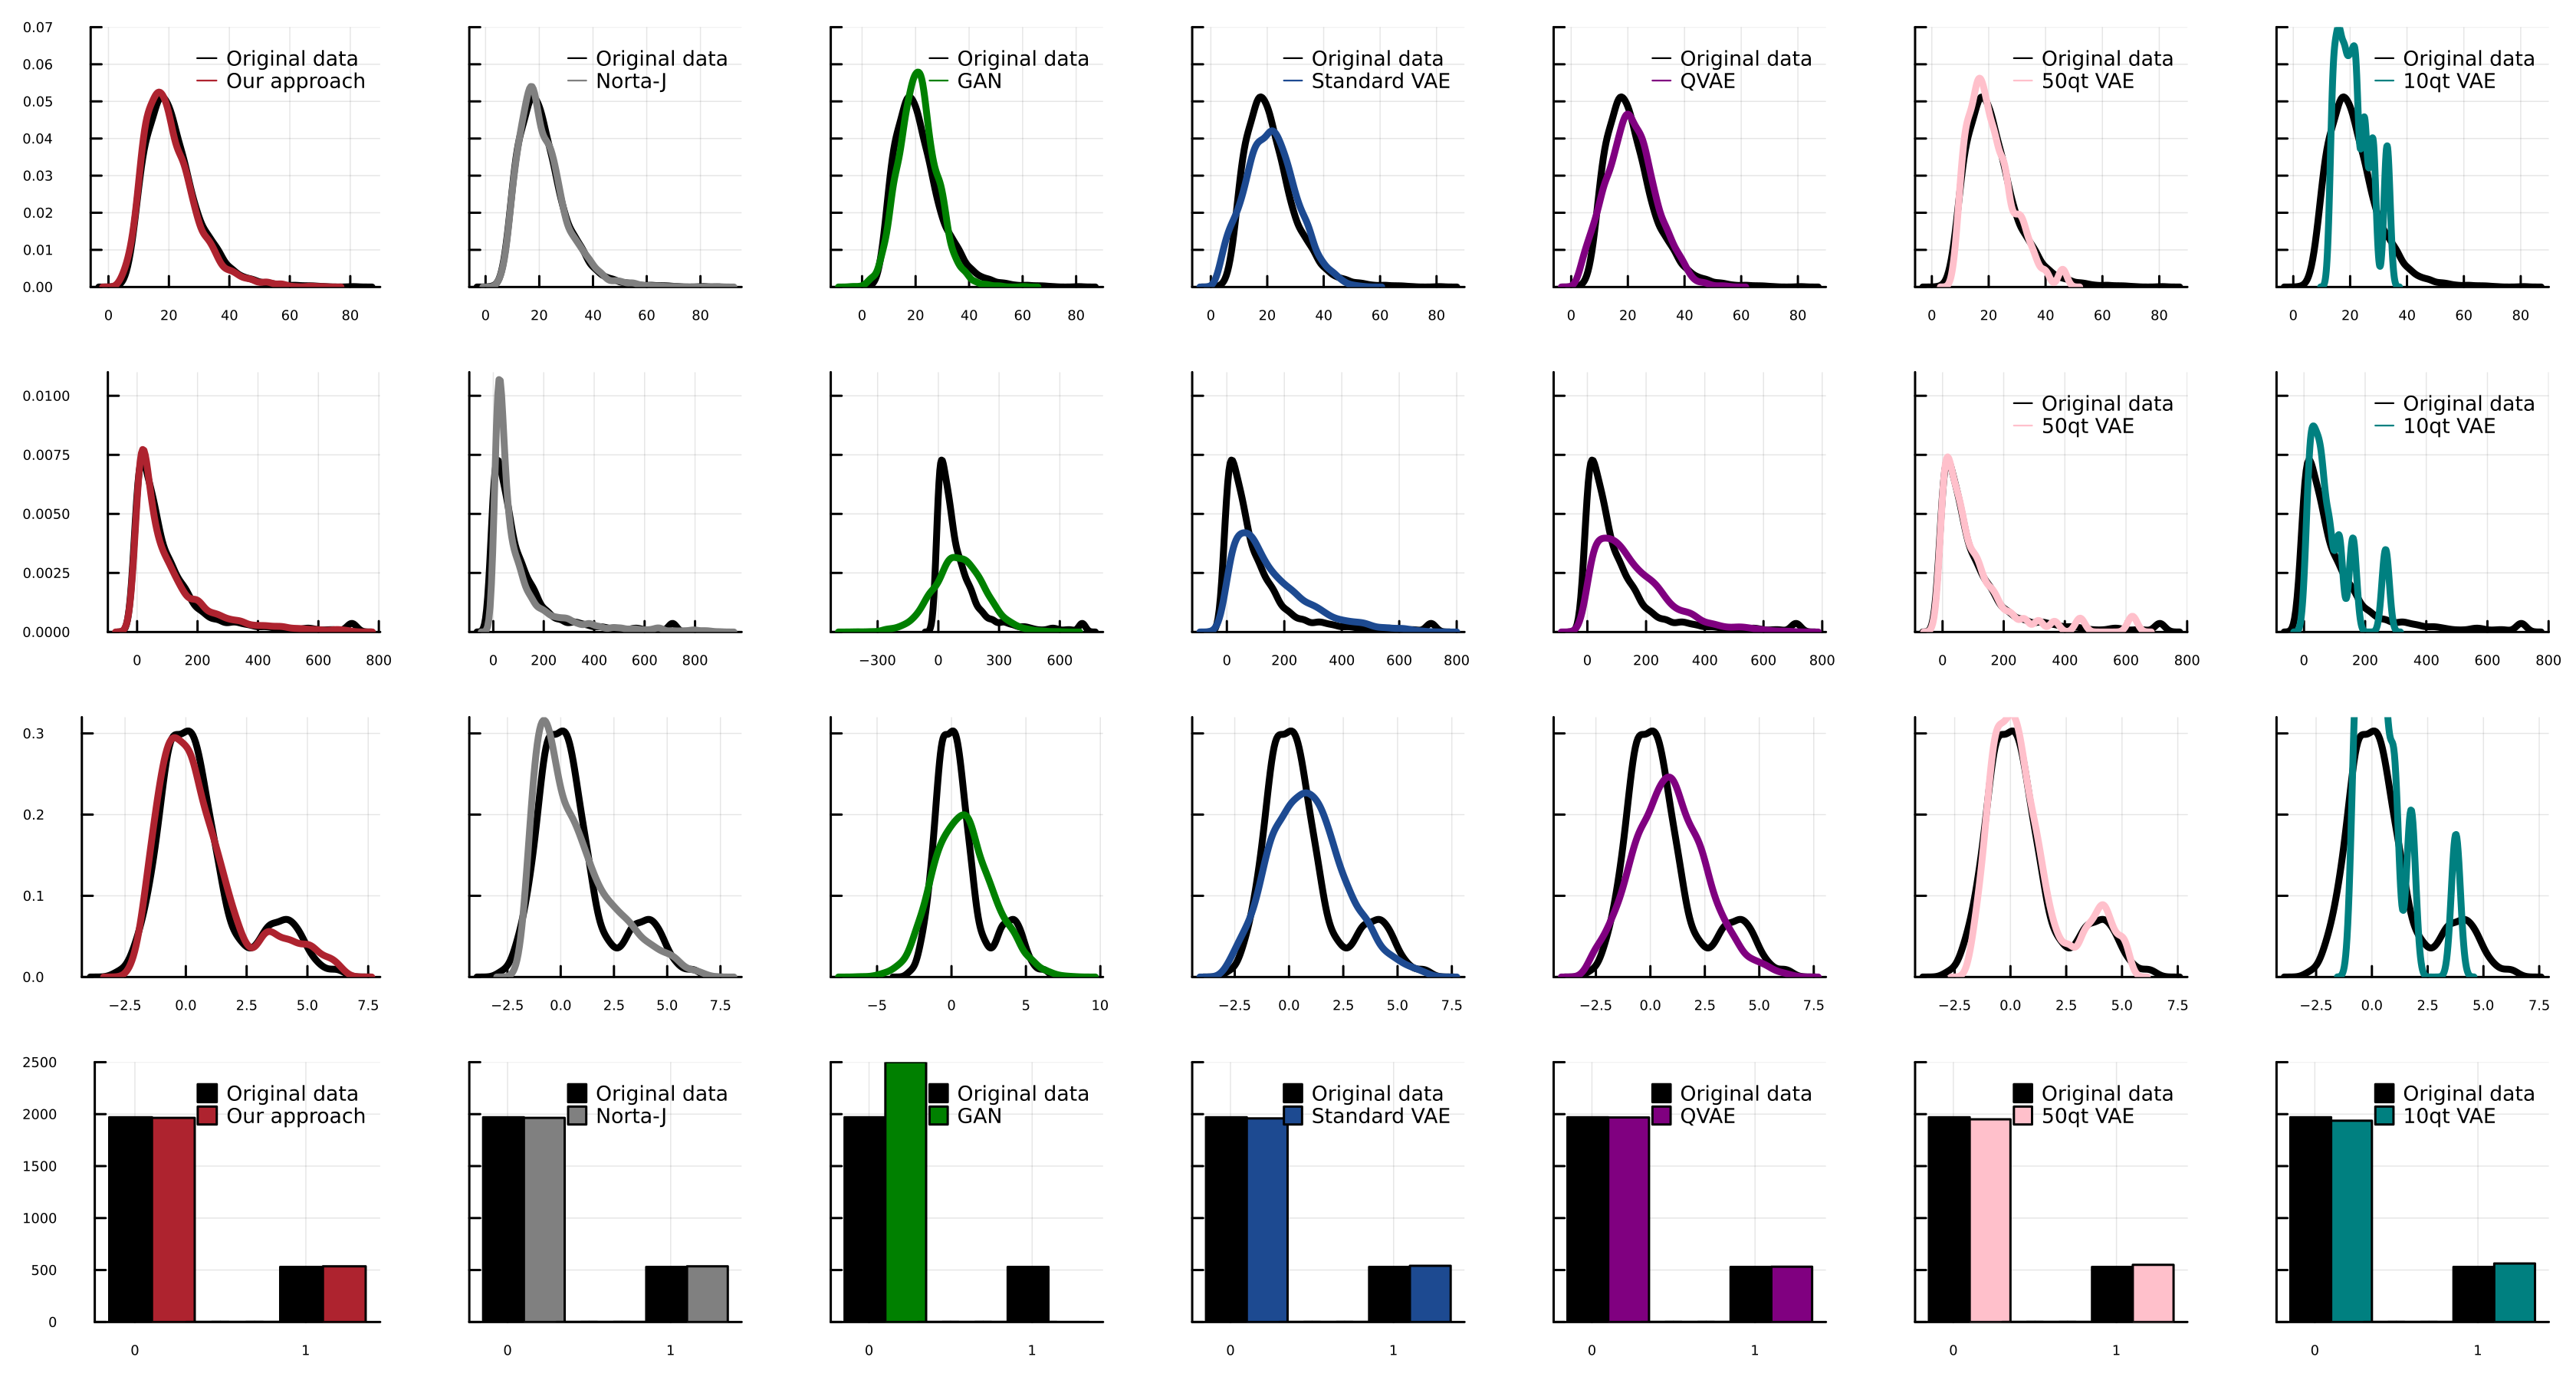 0.07
0.06
0.05
0.04
0.03
0.02
0.01
0.00
Original data
Our approach
0 20 40 60 80
Original data
Norta-J
0 20 40 60 80
Original data
GAN
0 20 40 60 80
Original data
Standard VAE
0 20 40 60 80
Original data
QVAE
0 20 40 60 80
Original data
50qt VAE
0 20 40 60 80
Original data
10qt VAE
0 20 40 60 80
0.0100
0.0075
0.0050
0.0025
0.0000
0 200 400 600 800
0 200 400 600 800
−300 0 300 600
0 200 400 600 800
0 200 400 600 800
Original data
50qt VAE
0 200 400 600 800
Original data
10qt VAE
0 200 400 600 800
0.3
0.2
0.1
0.0
−2.5 0.0 2.5 5.0 7.5
−2.5 0.0 2.5 5.0 7.5
−5 0 5 10
−2.5 0.0 2.5 5.0 7.5
−2.5 0.0 2.5 5.0 7.5
−2.5 0.0 2.5 5.0 7.5
−2.5 0.0 2.5 5.0 7.5
2500
2000
1500
1000
500
0
Original data
Our approach
0 1
Original data
Norta-J
0 1
Original data
GAN
0 1
Original data
Standard VAE
0 1
Original data
QVAE
0 1
Original data
50qt VAE
0 1
Original data
10qt VAE
0 1